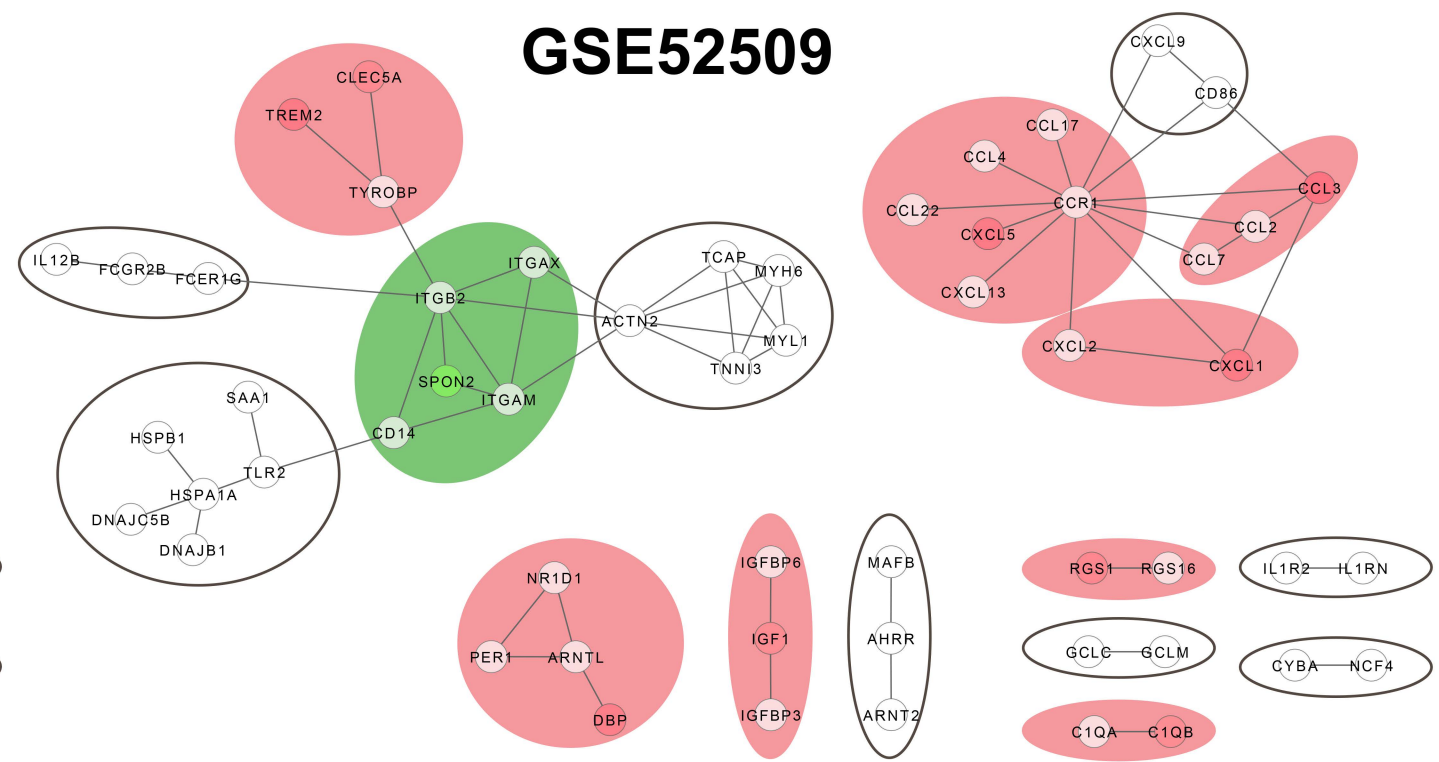 GSE52509
CLEC5A
TREM2
TYROBP
IL12B
FCGR2B
FCER1G
ITGAX
ITGB2
SPON2
ITGAM
CD14
TCAP
MYH6
ACTN2
MYL1
TNNI3
SAA1
HSPB1
TLR2
HSPA1A
DNAJC5B
DNAJB1
CXCL9
CD86
CCL17
CCL4
CCR1
CCL22
CXCL5
CXCL13
CCL3
CCL2
CCL7
CXCL2
CXCL1
NR1D1
PER1
ARNTL
DBP
IGFBP6
IGF1
IGFBP3
MAFB
AHRR
ARNT2
RGS1 RGS16
GCLC GCLM
C1QA C1QB
IL1R2 IL1RN
CYBA NCF4